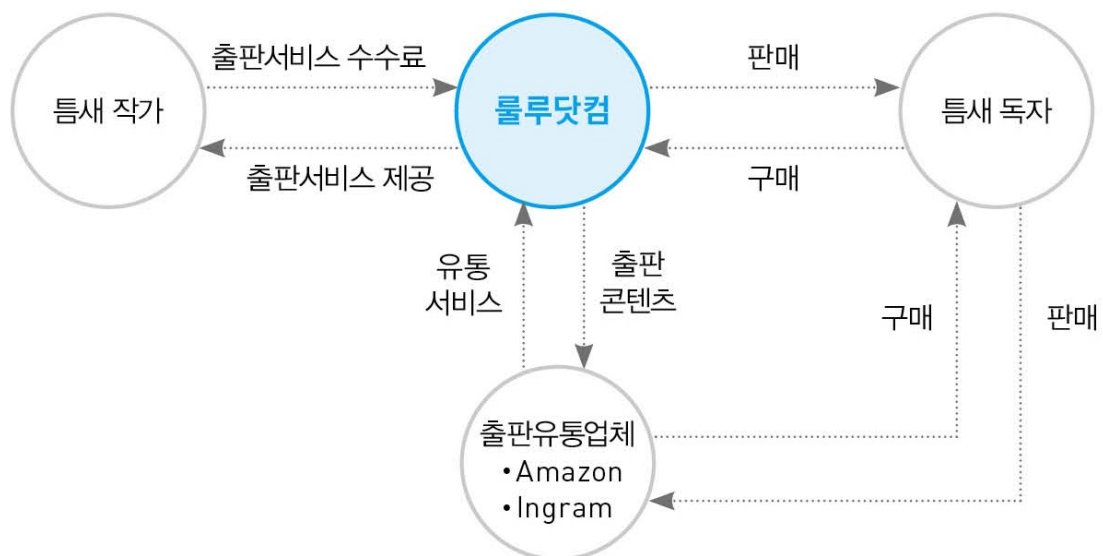 출판서비스 수수료
판매
틈새 작가
룰루닷컴
틈새 독자
출판서비스 제공
구매
유통
서비스
출판
콘텐츠
구매
판매
출판유통업체
•Amazon
•Ingram